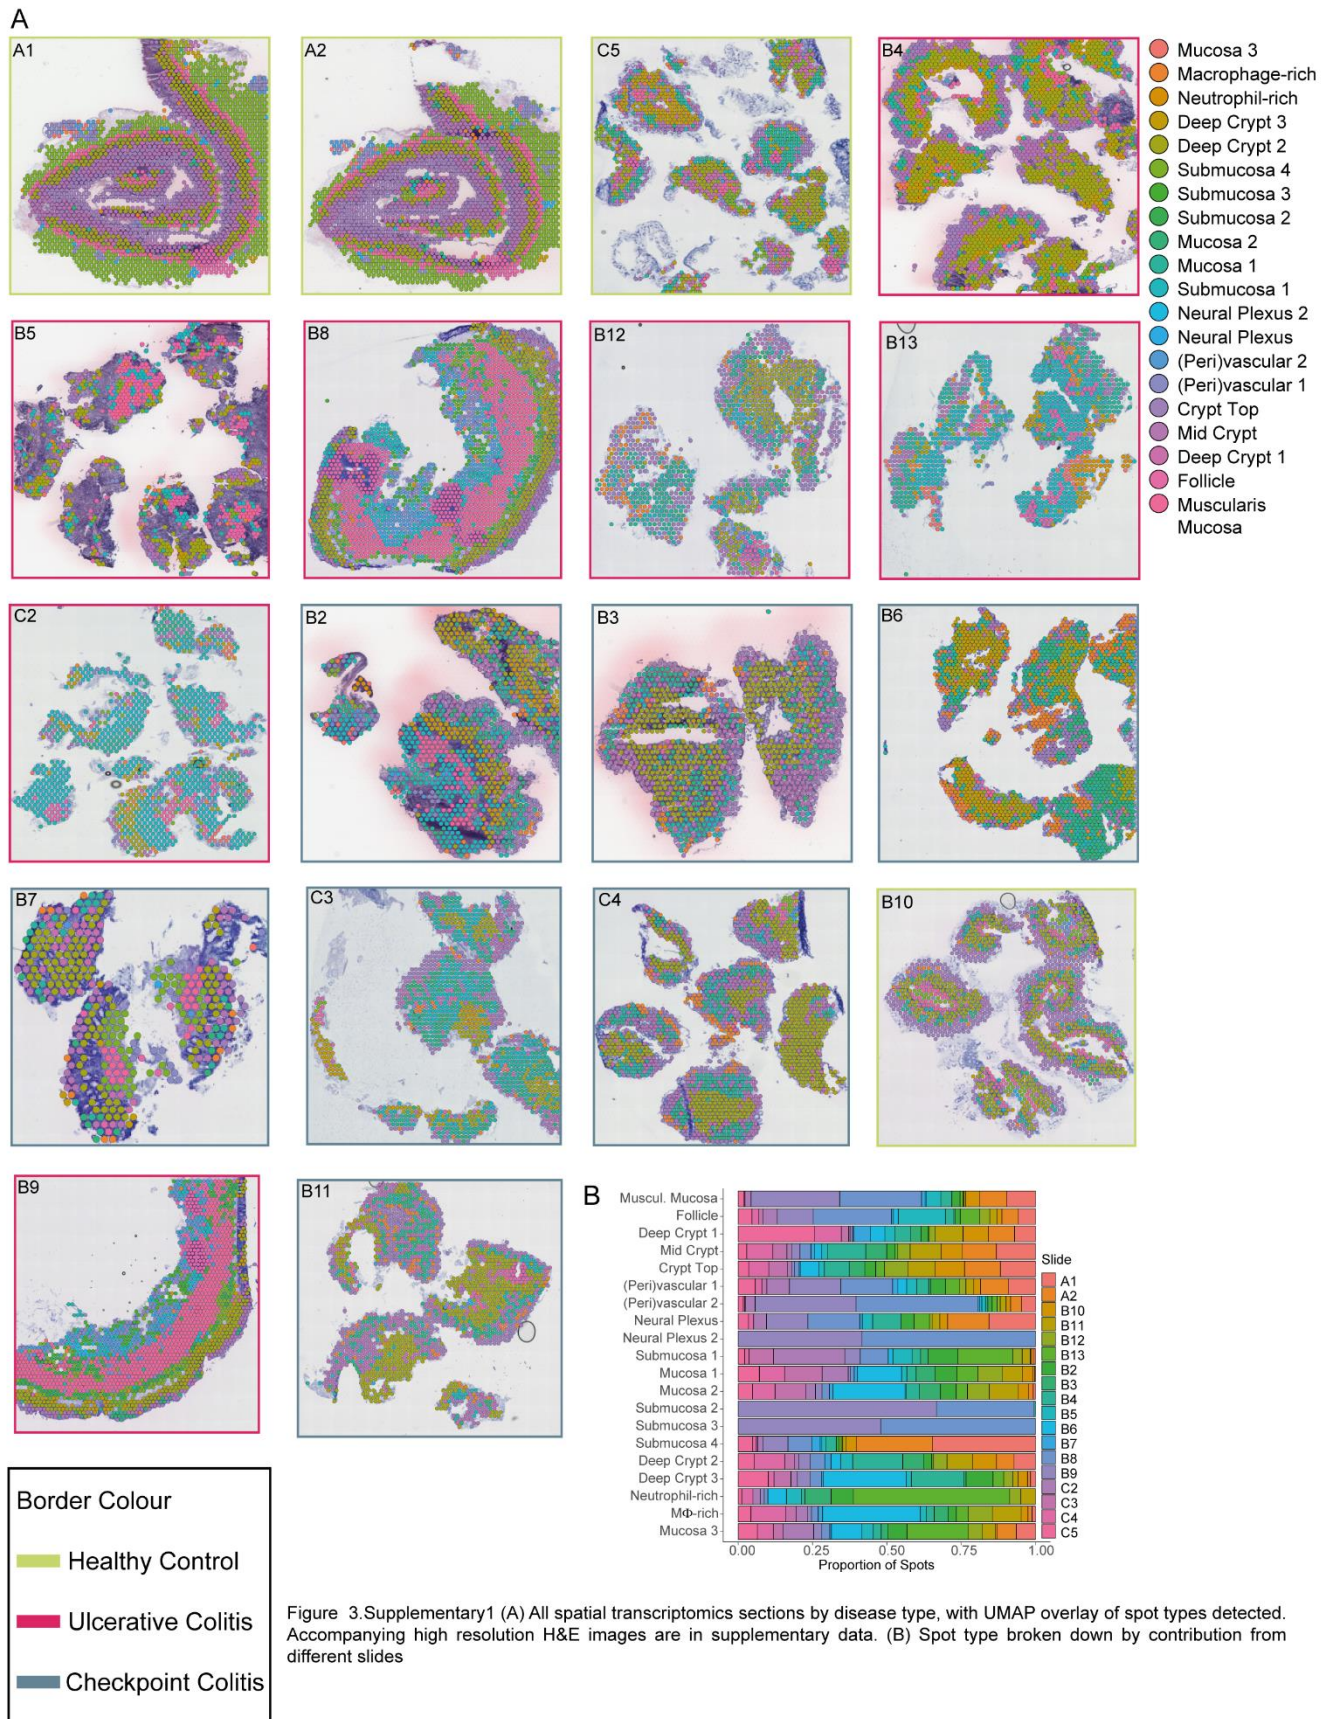 A
A1
A2
C5
B4
Mucosa 3
Macrophage-rich
Neutrophil-rich
Deep Crypt 3
Deep Crypt 2
Submucosa 4
Submucosa 3
Submucosa 2
Mucosa 2
Mucosa 1
Submucosa 1
Neural Plexus 2
Neural Plexus
(Peri)vascular 2
(Peri)vascular 1
Crypt Top
Mid Crypt
Deep Crypt 1
Follicle
Muscularis
Mucosa
B5
B8
B12
B13
C2
B2
B3
B6
B7
C3
C4
B10
B9
B11
B
Muscul. Mucosa
Follicle
Deep Crypt 1
Mid Crypt
Crypt Top
(Peri)vascular 1
(Peri)vascular 2
Neural Plexus
Neural Plexus 2
Submucosa 1
Mucosa 1
Mucosa 2
Submucosa 2
Submucosa 3
Submucosa 4
Deep Crypt 2
Deep Crypt 3
Neutrophil-rich
MΦ-rich
Mucosa 3
0.00 0.25 0.50 0.75 1.00
Proportion of Spots
Slide
A1
A2
B10
B11
B12
B13
B2
B3
B4
B5
B6
B7
B8
B9
C2
C3
C4
C5
Border Colour
Healthy Control
Ulcerative Colitis
Checkpoint Colitis
Figure 3.Supplementary1 (A) All spatial transcriptomics sections by disease type, with UMAP overlay of spot types detected.
Accompanying high resolution H&E images are in supplementary data. (B) Spot type broken down by contribution from
different slides